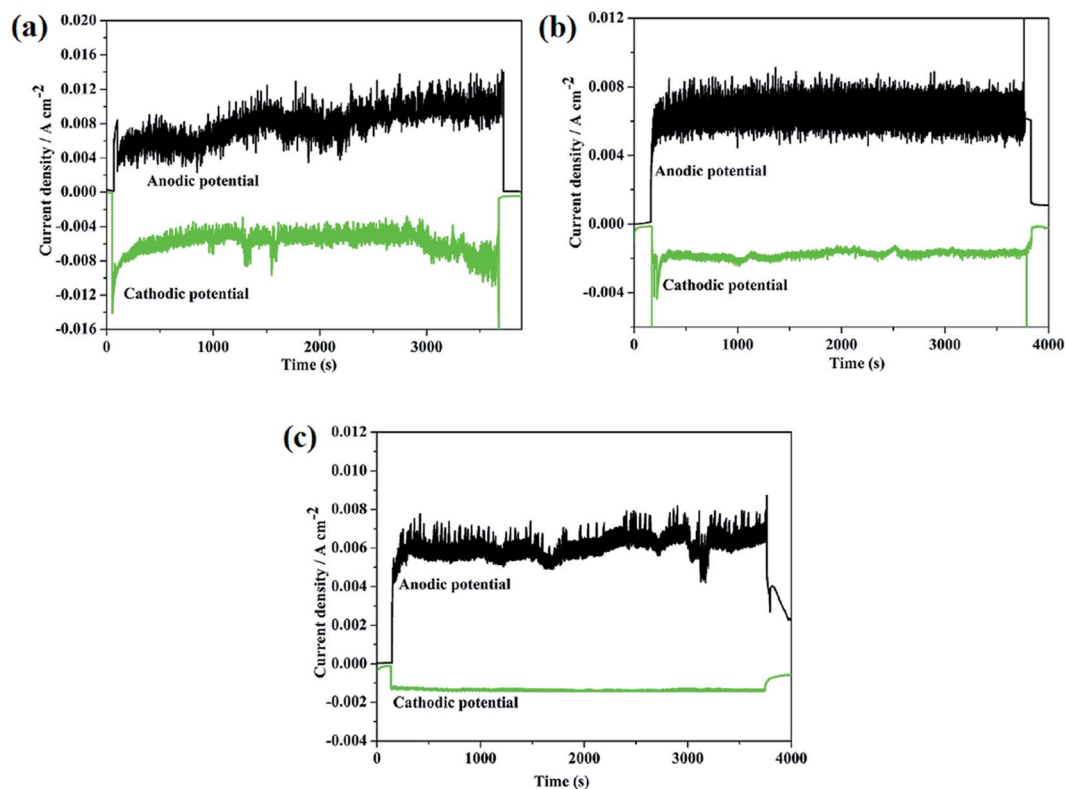 (a)
0.020
0.016
0.012
0.008
0.004
0.000
-0.004
-0.008
-0.012
-0.016
Current density / A cm⁻²
Anodic potential
Cathodic potential
0 1000 2000 3000
Time (s)
(b)
0.012
0.008
0.004
0.000
-0.004
Current density / A cm⁻²
Anodic potential
Cathodic potential
0 1000 2000 3000 4000
Time (s)
(c)
0.012
0.010
0.008
0.006
0.004
0.002
0.000
-0.002
-0.004
Current density / A cm⁻²
Anodic potential
Cathodic potential
0 1000 2000 3000 4000
Time (s)